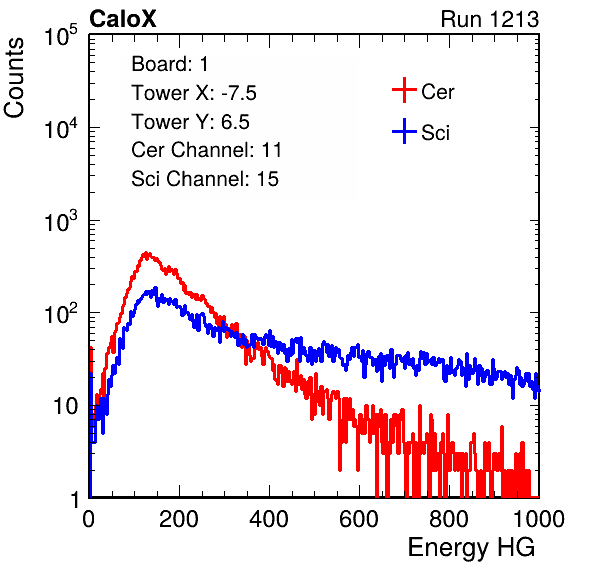 CaloX Run 1213
Counts
Board: 1
Tower X: -7.5
Tower Y: 6.5
Cer Channel: 11
Sci Channel: 15
Cer
Sci
10^5
10^4
10^3
10^2
10
1
0 200 400 600 800 1000
Energy HG